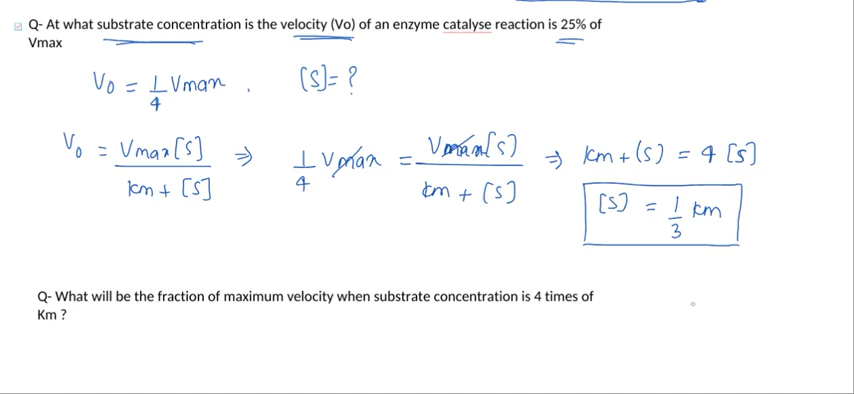 Q- At what substrate concentration is the velocity (Vo) of an enzyme catalyse reaction is 25% of
Vmax
V0 = 1/4 Vmax . [S] = ?
V0 = Vmax[S] / km + [S] ⇒ 1/4 Vmax = Vmax[S] / km + [S] ⇒ km + [S] = 4 [S]
[S] = 1/3 km
Q- What will be the fraction of maximum velocity when substrate concentration is 4 times of
Km ?